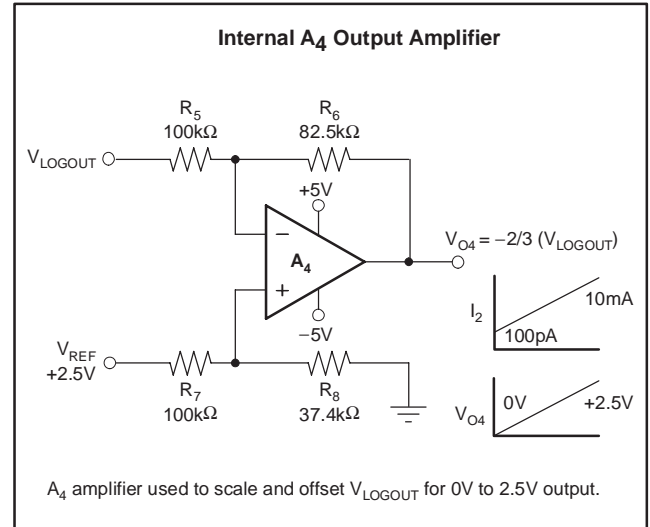 Internal A4 Output Amplifier
R5
100kΩ
R6
82.5kΩ
VLOGOUT
+5V
−
A4
+
−5V
VO4 = −2/3 (VLOGOUT)
I2
10mA
100pA
VREF
+2.5V
R7
100kΩ
R8
37.4kΩ
VO4
0V
+2.5V
A4 amplifier used to scale and offset VLOGOUT for 0V to 2.5V output.